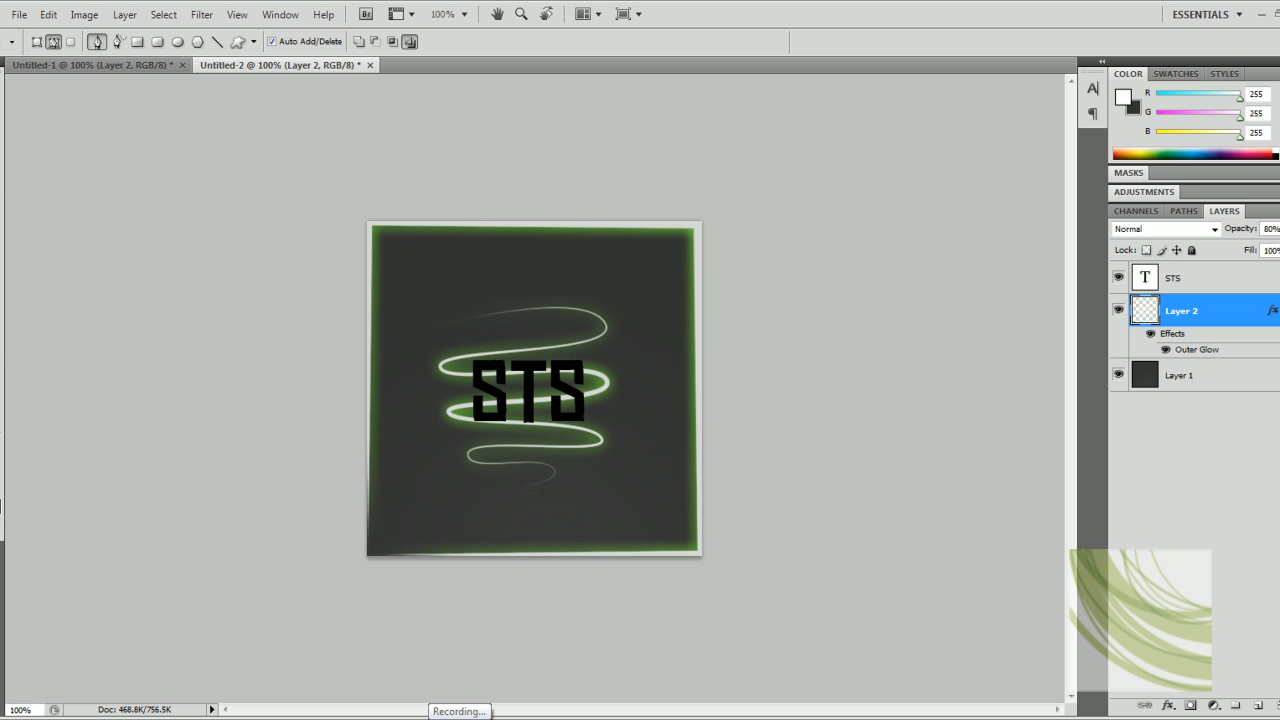 File Edit Image Layer Select Filter View Window Help Br 100% ESSENTIALS
Auto Add/Delete
Untitled-1 @ 100% (Layer 2, RGB/8) * × Untitled-2 @ 100% (Layer 2, RGB/8) * ×
COLOR SWATCHES STYLES
R 255
G 255
B 255
MASKS
ADJUSTMENTS
CHANNELS PATHS LAYERS
Normal Opacity: 80%
Lock: Fill: 100%
T STS
Layer 2 fx
Effects
Outer Glow
Layer 1
STS
100% Doc: 468.8K/756.5K
Recording...